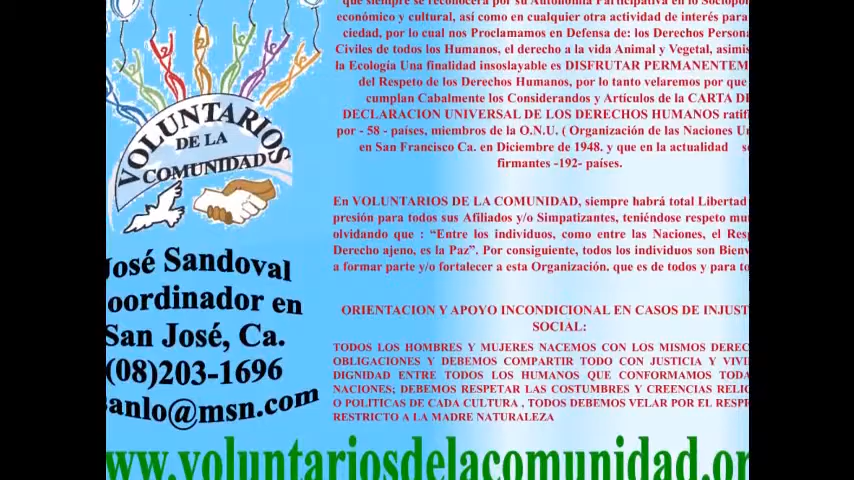 VOLUNTARIOS
DE LA
COMUNIDAD
José Sandoval
oordinador en
San José, Ca.
(08)203-1696
anlo@msn.com
que siempre se reconocerá por su Autonomía Participativa en lo Sociopol
económico y cultural, así como en cualquier otra actividad de interés para
ciedad, por lo cual nos Proclamamos en Defensa de: los Derechos Persona
Civiles de todos los Humanos, el derecho a la vida Animal y Vegetal, asimis
la Ecología Una finalidad insoslayable es DISFRUTAR PERMANENTEM
del Respeto de los Derechos Humanos, por lo tanto velaremos por que
cumplan Cabalmente los Considerandos y Artículos de la CARTA DE
DECLARACION UNIVERSAL DE LOS DERECHOS HUMANOS ratifi
por - 58 - países, miembros de la O.N.U. ( Organización de las Naciones Un
en San Francisco Ca. en Diciembre de 1948. y que en la actualidad se
firmantes -192- países.
En VOLUNTARIOS DE LA COMUNIDAD, siempre habrá total Libertad
presión para todos sus Afiliados y/o Simpatizantes, teniéndose respeto mu
olvidando que : “Entre los individuos, como entre las Naciones, el Resp
Derecho ajeno, es la Paz”. Por consiguiente, todos los individuos son Bienv
a formar parte y/o fortalecer a esta Organización. que es de todos y para to
ORIENTACION Y APOYO INCONDICIONAL EN CASOS DE INJUST
SOCIAL:
TODOS LOS HOMBRES Y MUJERES NACEMOS CON LOS MISMOS DEREC
OBLIGACIONES Y DEBEMOS COMPARTIR TODO CON JUSTICIA Y VIVI
DIGNIDAD ENTRE TODOS LOS HUMANOS QUE CONFORMAMOS TODA
NACIONES; DEBEMOS RESPETAR LAS COSTUMBRES Y CREENCIAS RELIG
O POLITICAS DE CADA CULTURA , TODOS DEBEMOS VELAR POR EL RESPE
RESTRICTO A LA MADRE NATURALEZA
www.voluntariosdelacomunidad.or